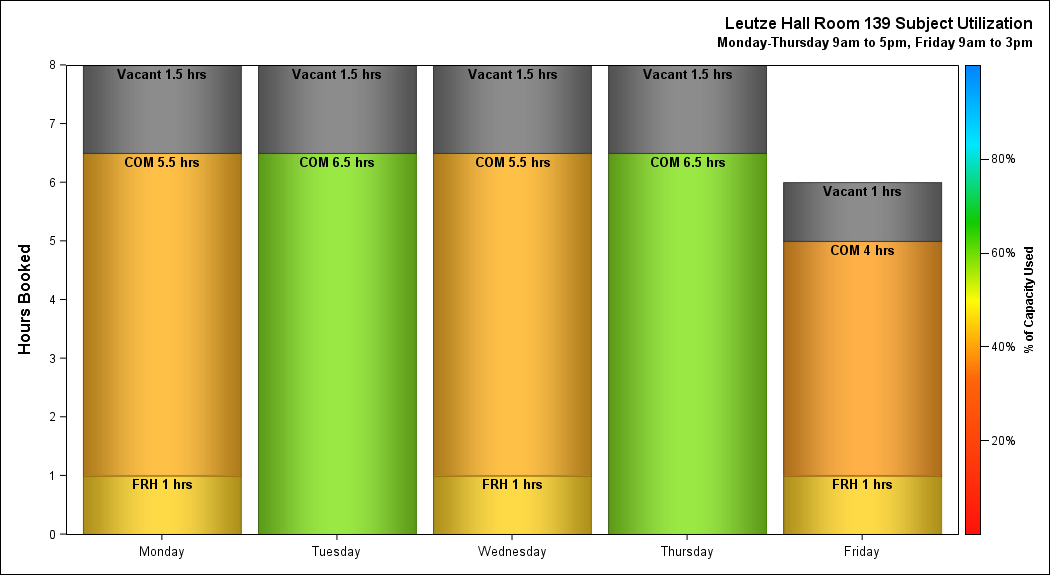 Leutze Hall Room 139 Subject Utilization
Monday-Thursday 9am to 5pm, Friday 9am to 3pm
Hours Booked
8
7
6
5
4
3
2
1
0
Vacant 1.5 hrs
COM 5.5 hrs
FRH 1 hrs
Vacant 1.5 hrs
COM 6.5 hrs
Vacant 1.5 hrs
COM 5.5 hrs
FRH 1 hrs
Vacant 1.5 hrs
COM 6.5 hrs
Vacant 1 hrs
COM 4 hrs
FRH 1 hrs
Monday
Tuesday
Wednesday
Thursday
Friday
80%
60%
40%
20%
% of Capacity Used